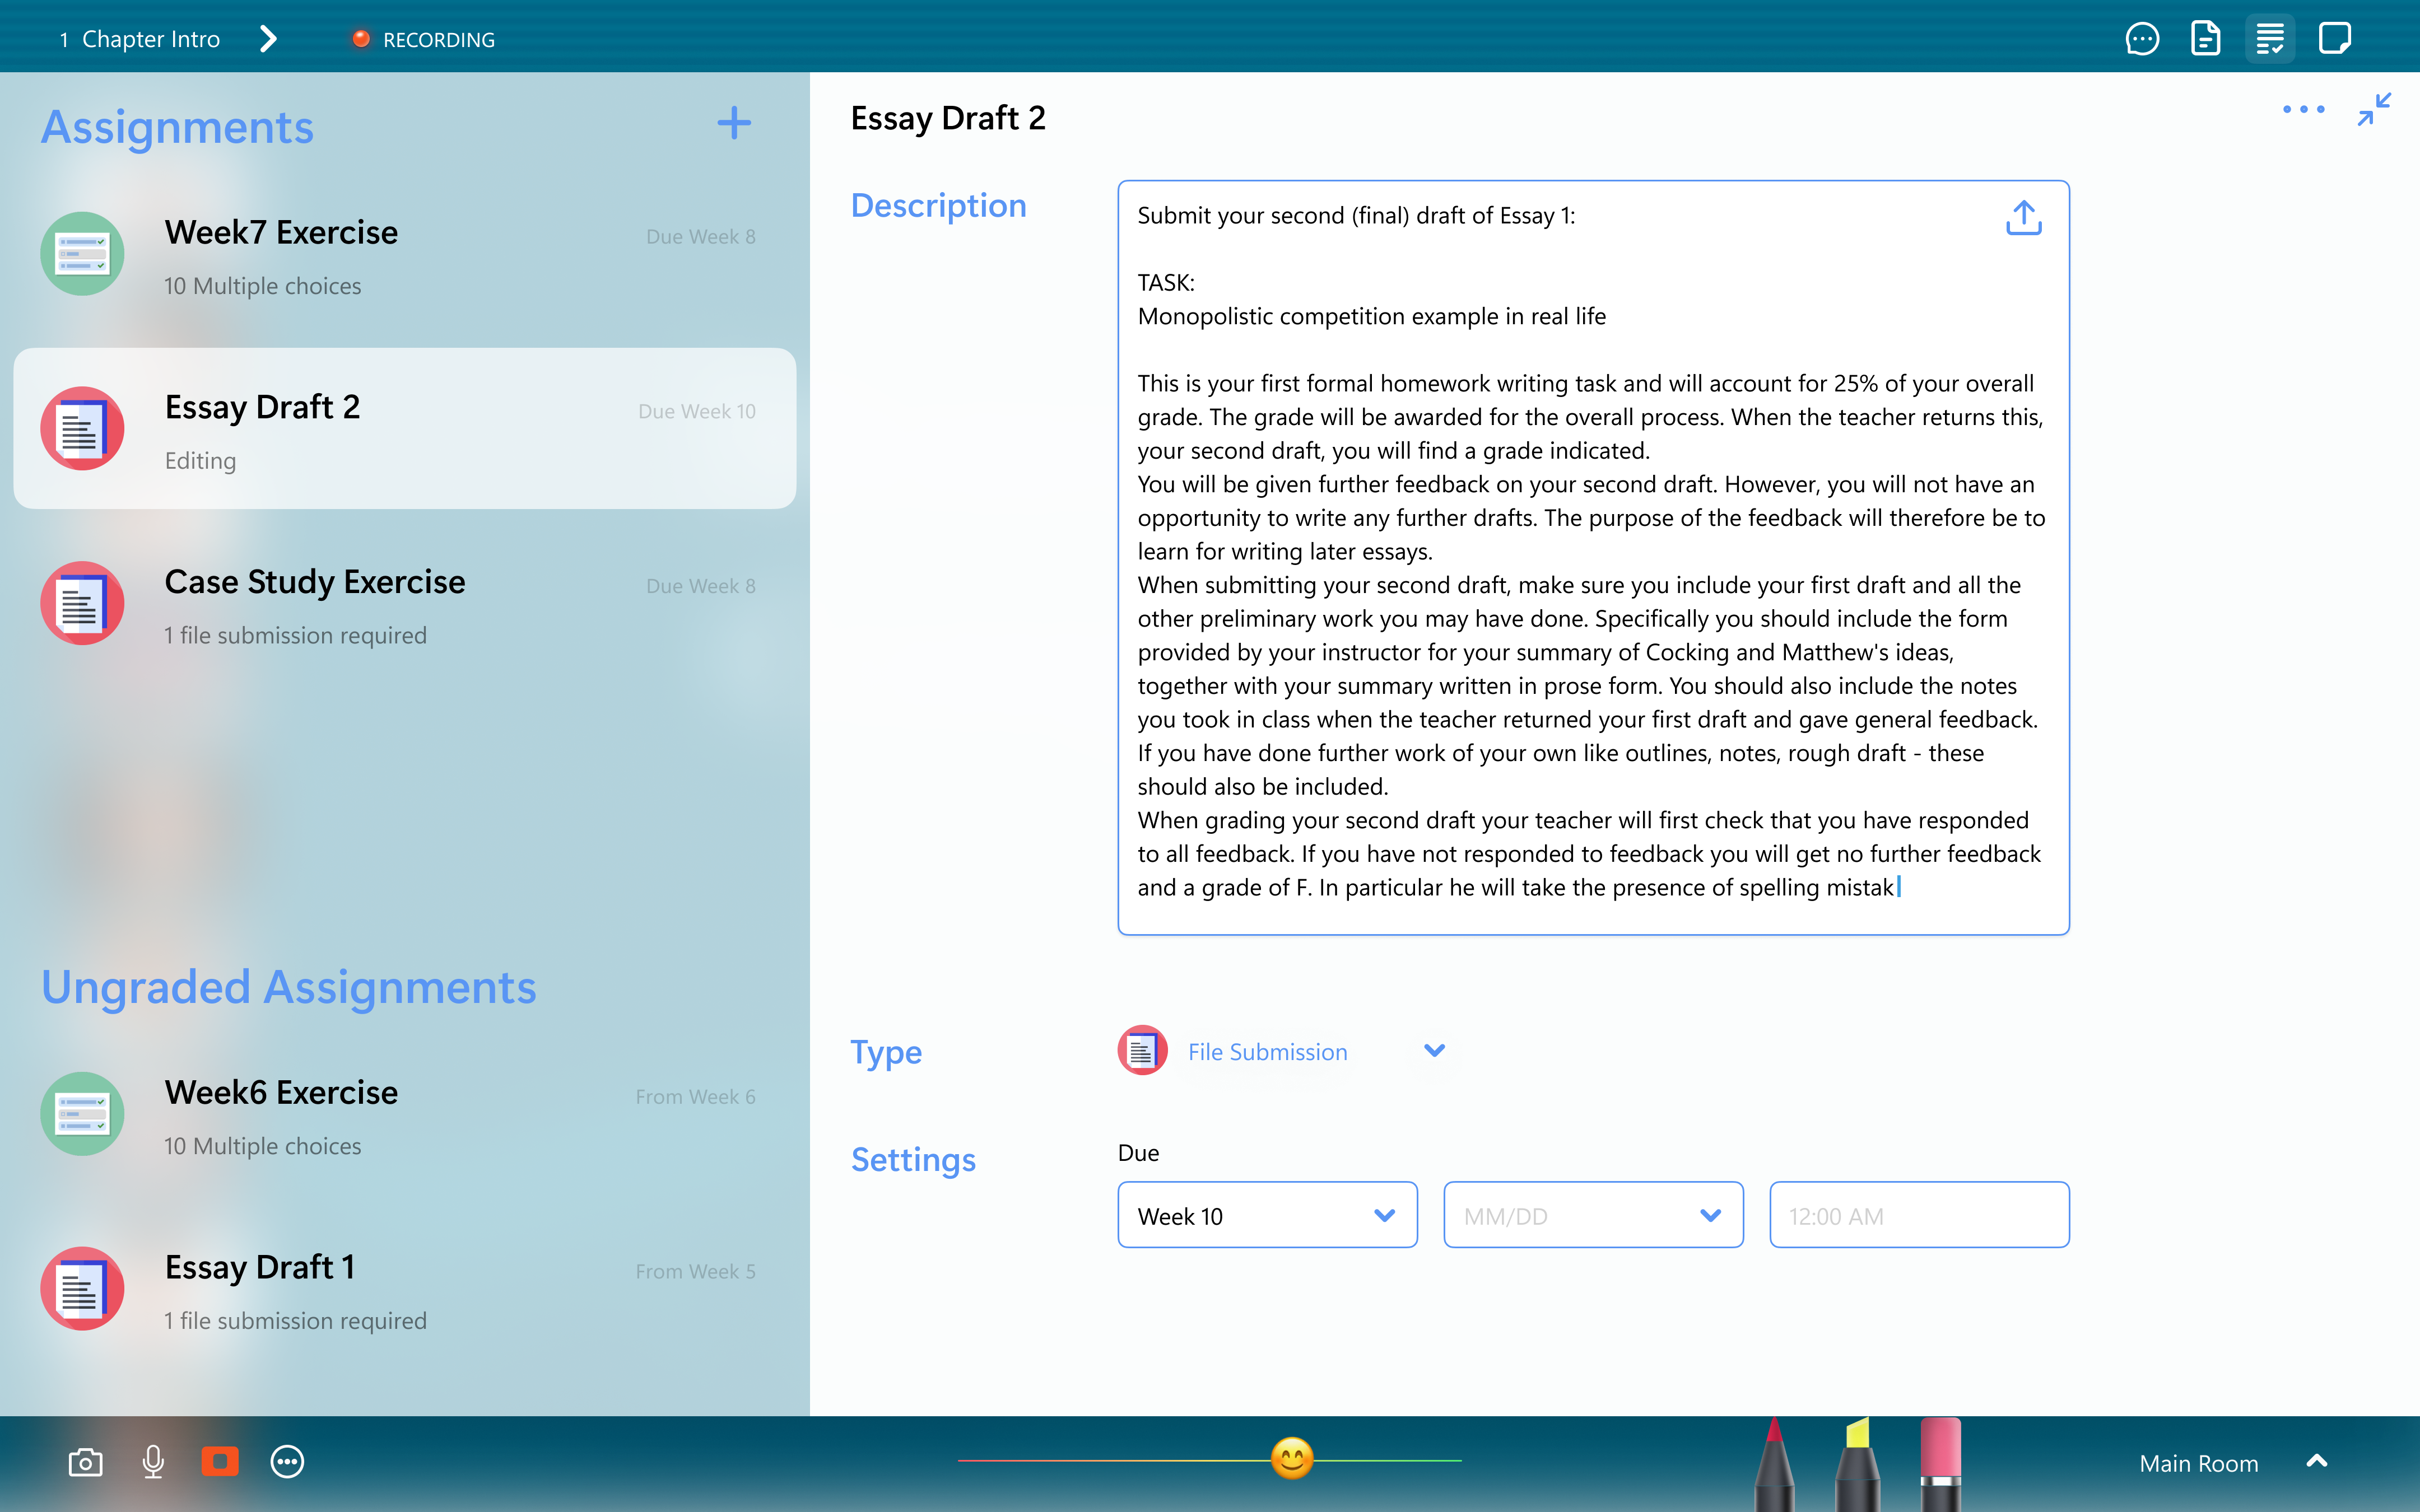 1 Chapter Intro
RECORDING
Assignments
Week7 Exercise
Due Week 8
10 Multiple choices
Essay Draft 2
Due Week 10
Editing
Case Study Exercise
Due Week 8
1 file submission required
Ungraded Assignments
Week6 Exercise
From Week 6
10 Multiple choices
Essay Draft 1
From Week 5
1 file submission required
Essay Draft 2
Description
Submit your second (final) draft of Essay 1:
TASK:
Monopolistic competition example in real life
This is your first formal homework writing task and will account for 25% of your overall
grade. The grade will be awarded for the overall process. When the teacher returns this,
your second draft, you will find a grade indicated.
You will be given further feedback on your second draft. However, you will not have an
opportunity to write any further drafts. The purpose of the feedback will therefore be to
learn for writing later essays.
When submitting your second draft, make sure you include your first draft and all the
other preliminary work you may have done. Specifically you should include the form
provided by your instructor for your summary of Cocking and Matthew's ideas,
together with your summary written in prose form. You should also include the notes
you took in class when the teacher returned your first draft and gave general feedback.
If you have done further work of your own like outlines, notes, rough draft - these
should also be included.
When grading your second draft your teacher will first check that you have responded
to all feedback. If you have not responded to feedback you will get no further feedback
and a grade of F. In particular he will take the presence of spelling mistak
Type
File Submission
Settings
Due
Week 10
MM/DD
12:00 AM
Main Room